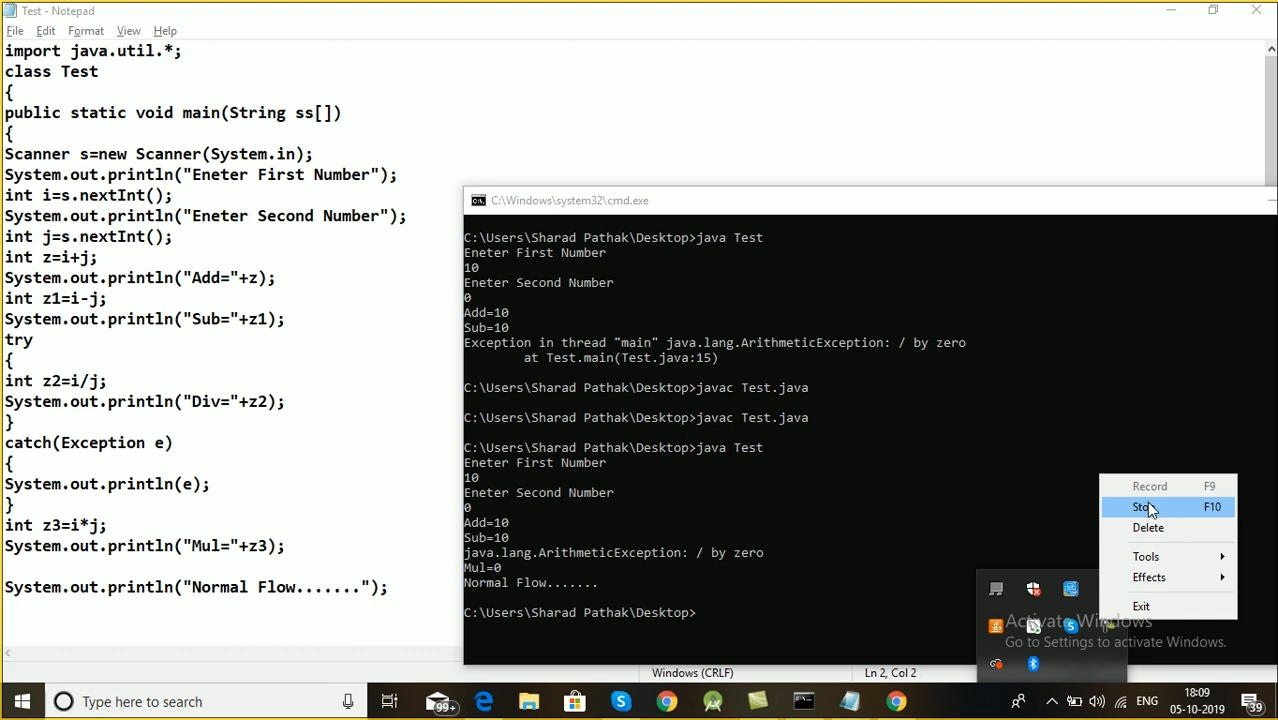 Test - Notepad
File Edit Format View Help
import java.util.*;
class Test
{
public static void main(String ss[])
{
Scanner s=new Scanner(System.in);
System.out.println("Eneter First Number");
int i=s.nextInt();
System.out.println("Eneter Second Number");
int j=s.nextInt();
int z=i+j;
System.out.println("Add="+z);
int z1=i-j;
System.out.println("Sub="+z1);
try
{
int z2=i/j;
System.out.println("Div="+z2);
}
catch(Exception e)
{
System.out.println(e);
}
int z3=i*j;
System.out.println("Mul="+z3);
System.out.println("Normal Flow.......");
C:\Windows\system32\cmd.exe
C:\Users\Sharad Pathak\Desktop>java Test
Eneter First Number
10
Eneter Second Number
0
Add=10
Sub=10
Exception in thread "main" java.lang.ArithmeticException: / by zero
at Test.main(Test.java:15)
C:\Users\Sharad Pathak\Desktop>javac Test.java
C:\Users\Sharad Pathak\Desktop>javac Test.java
C:\Users\Sharad Pathak\Desktop>java Test
Eneter First Number
10
Eneter Second Number
0
Add=10
Sub=10
java.lang.ArithmeticException: / by zero
Mul=0
Normal Flow.......
C:\Users\Sharad Pathak\Desktop>
Record F9
F10
Delete
Tools
Effects
Exit
Activate Windows
Go to Settings to activate Windows.
Windows (CRLF) Ln 2, Col 2
Type here to search
99+
ENG
18:09
05-10-2019
39